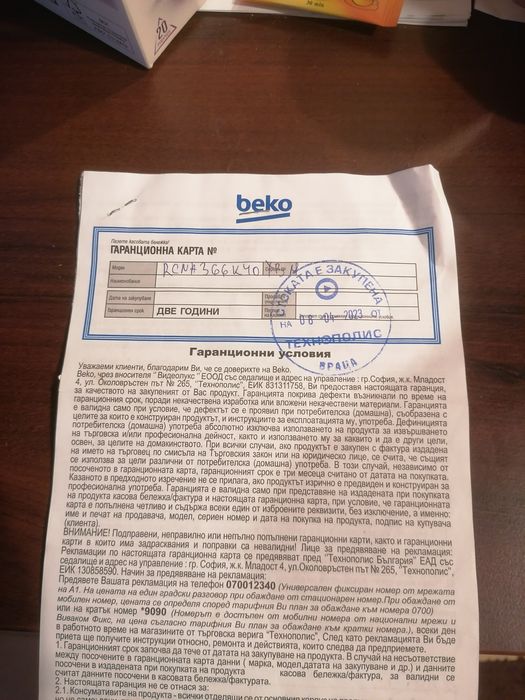 20
30 min
beko
Пазете касовата бележка!
ГАРАНЦИОННА КАРТА №
Модел RCNA366K40
Наименование
Дата на закупуване
Гаранционен срок ДВЕ ГОДИНИ
СТОКАТА Е ЗАКУПЕНА
НА 08-04-2023 ОТ
ТЕХНОПОЛИС
ВРАЦА
Гаранционни условия
Уважаеми клиенти, благодарим Ви, че се доверихте на Beko.
Beko, чрез вносителя "Видеолукс" ЕООД със седалище и адрес на управление : гр.София, ж.к. Младост
4, ул. Околовръстен път № 265, "Технополис", ЕИК 831311758, Ви предоставя настоящата гаранция,
за качеството на закупения от Вас продукт. Гаранцията покрива дефекти възникнали по време на
гаранционния срок, поради некачествена изработка или вложени некачествени материали. Гаранцията
е валидна само при условие, че дефектът се е проявил при потребителска (домашна), съобразена с
целите за които е конструиран продуктът, и инструкциите за експлоатацията му, употреба. Дефиницията
потребителска (домашна) употреба абсолютно изключва използването на продукта за извършването
на търговска и/или професионална дейност, както и използването му за каквито и да е други цели,
освен, за целите на домакинството. При всички случаи, ако продуктът е закупен с фактура издадена
на името на търговец по смисъла на Търговския закон или на юридическо лице, се счита, че същият
се използва за цели различни от потребителска (домашна) употреба. В този случай, независимо от
посоченото в гаранционната карта, гаранционният срок е три месеца считано от датата на покупката.
Казаното в предходното изречение не се прилага, ако продуктът изрично е предвиден и конструиран за
професионална употреба. Гаранцията е валидна само при представяне на издадената при покупката
на продукта касова бележка/фактура и настоящата гаранционна карта, при условие, че гаранционната
карта е попълнена четливо и съдържа всеки един от изброените реквизити, без изключение, а именно:
име и печат на продавача, модел, сериен номер и дата на покупка на продукта, подпис на купувача
(клиента).
ВНИМАНИЕ! Подправени, неправилно или непълно попълнени гаранционни карти, както и гаранционни
карти в които има задрасквания и поправки са невалидни! Лице за предявяване на рекламация:
Рекламации по настоящата гаранционна карта се предявяват пред "Технополис България" ЕАД със
седалище и адрес на управление: гр. София, ж.к. Младост 4, ул.Околовръстен път № 265, "Технополис",
ЕИК 130858590. Начин за предявяване на рекламация:
Предявете Вашата рекламация на телефон 070012340 (Универсален фиксиран номер от мрежата
на А1. На цената на един градски разговор при обаждане от стационарен номер.При обаждане от
мобилен номер, цената се определя според тарифния Ви план за обаждане към номера 0700)
или на кратък номер *9090 (Номерът е достъпен от мобилни номера от национални мрежи и
Виваком Фикс, на цена съгласно тарифния Ви план за обаждане към кратки номера.), всеки ден
в работното време на магазините от търговска верига "Технополис". След като рекламацията Ви бъде
приета ще получите инструкции относно, ремонта и действията, които следва да предприемете.
1. Гаранционният срок започва да тече от датата на закупуване на продукта. В случай на несъответствие
между посочените в гаранционната карта данни ( марка, модел,дата на закупуване и др.) и данните
посочени в издадената при покупката на продукта касова бележка/фактура, за валидни се
считат данните посочени в касовата бележка/фактурата.
2. Настоящата гаранция не се отнася за: